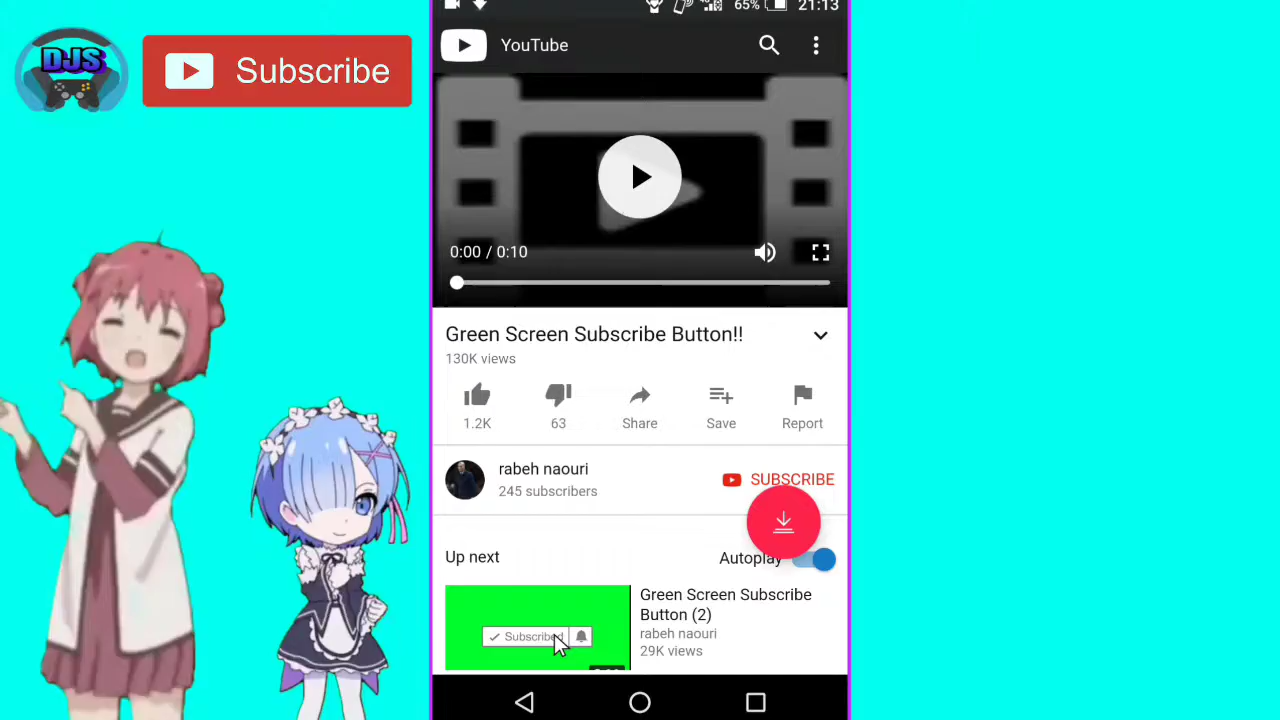 65%
21:13
DJS
Subscribe
YouTube
0:00 / 0:10
Green Screen Subscribe Button!!
130K views
1.2K
63
Share
Save
Report
rabeh naouri
245 subscribers
SUBSCRIBE
Up next
Autoplay
Subscribed
Green Screen Subscribe
Button (2)
rabeh naouri
29K views